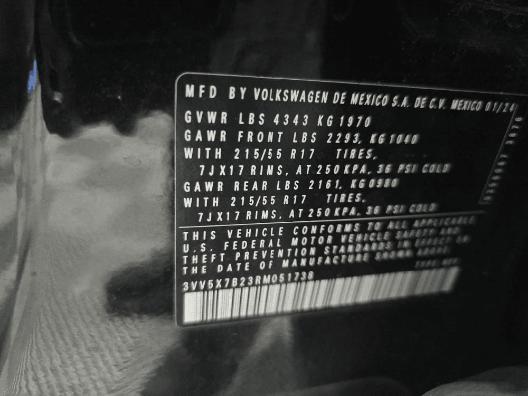 MFD BY VOLKSWAGEN DE MEXICO S.A. DE C.V. MEXICO 01/24
GVWR LBS 4343 KG 1970
GAWR FRONT LBS 2293, KG 1040
WITH 215/55 R17 TIRES,
7JX17 RIMS, AT 250 KPA, 36 PSI COLD
GAWR REAR LBS 2161, KG 0980
WITH 215/55 R17 TIRES,
7JX17 RIMS, AT 250 KPA, 36 PSI COLD
THIS VEHICLE CONFORMS TO ALL APPLICABLE
U.S. FEDERAL MOTOR VEHICLE SAFETY AND
THEFT PREVENTION STANDARDS IN EFFECT ON
THE DATE OF MANUFACTURE SHOWN ABOVE.
3VV5X7B23RM051738